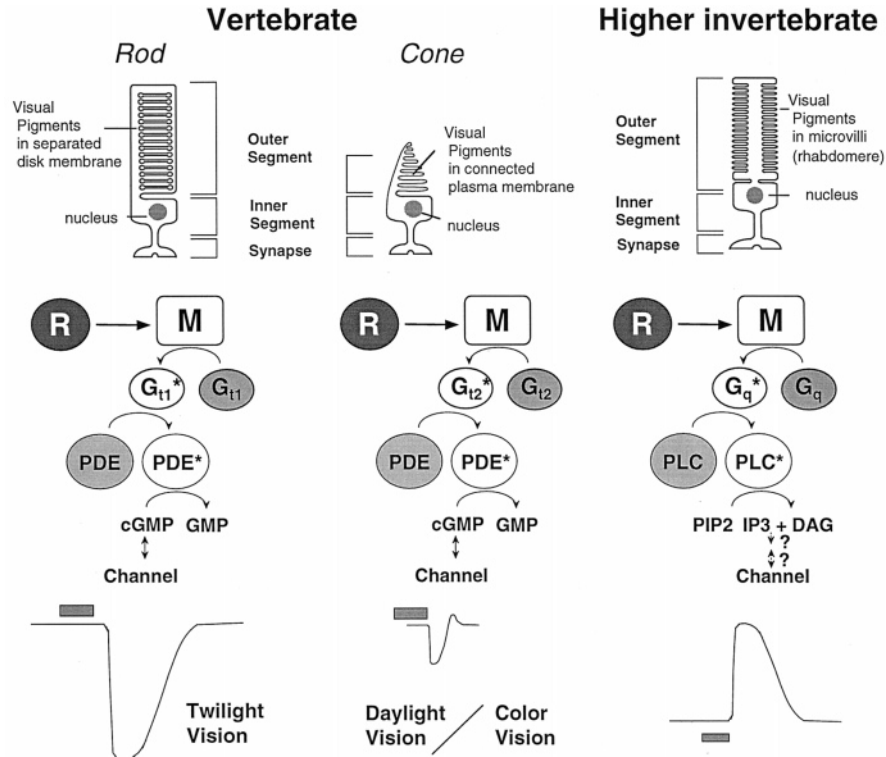 Vertebrate
Higher invertebrate
Rod
Cone
Visual
Pigments
in separated
disk membrane
nucleus
Outer
Segment
Inner
Segment
Synapse
Visual
Pigments
in connected
plasma membrane
nucleus
Outer
Segment
Inner
Segment
Synapse
Visual
Pigments
in microvilli
(rhabdomere)
nucleus
R M
Gt1* Gt1
PDE PDE*
cGMP GMP
Channel
Twilight
Vision
R M
Gt2* Gt2
PDE PDE*
cGMP GMP
Channel
Daylight
Vision
Color
Vision
R M
Gq* Gq
PLC PLC*
PIP2 IP3 + DAG
?
?
Channel